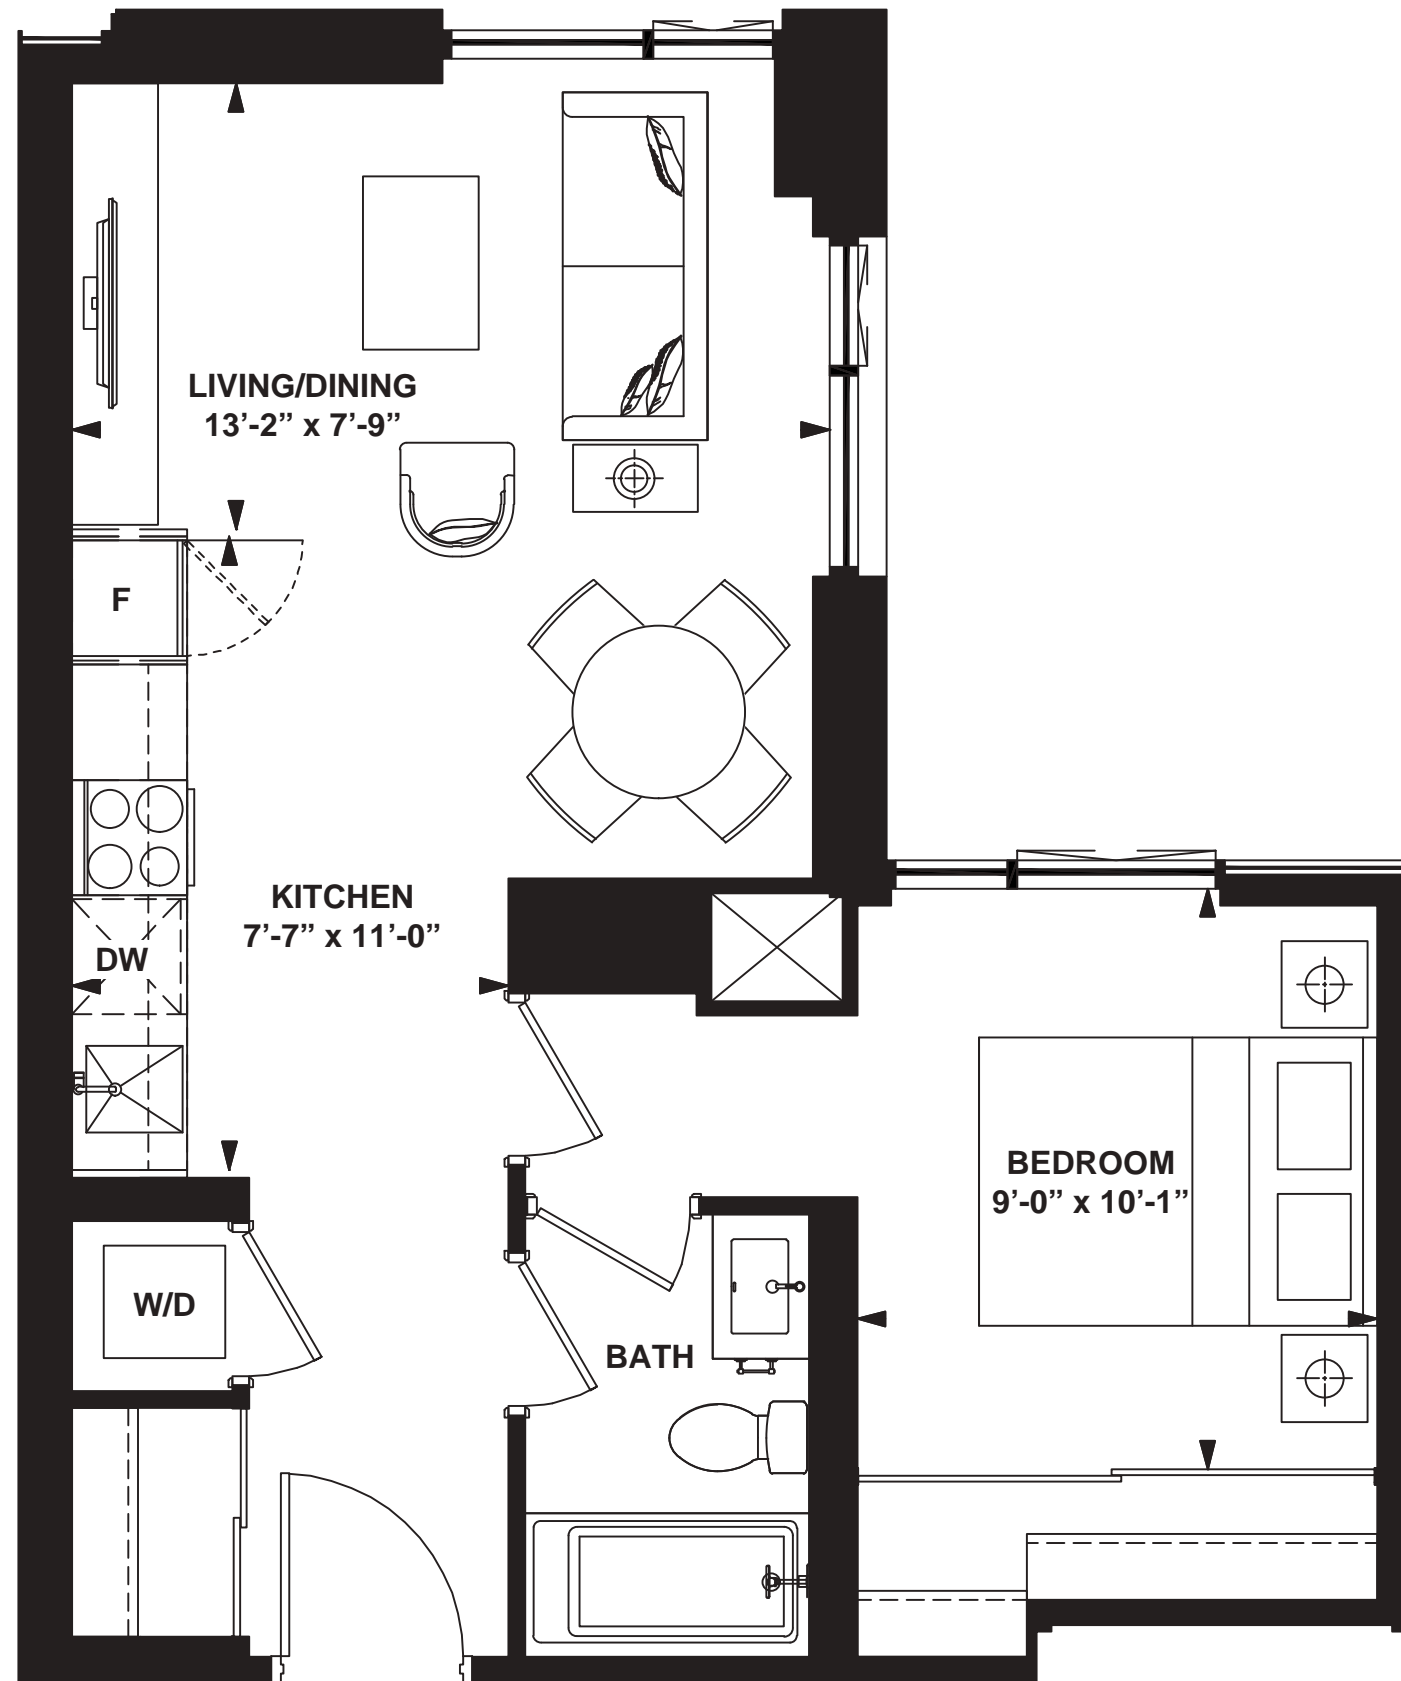 LIVING/DINING
13’-2” x 7’-9”
F
KITCHEN
7’-7” x 11’-0”
DW
BEDROOM
9’-0” x 10’-1”
W/D
BATH